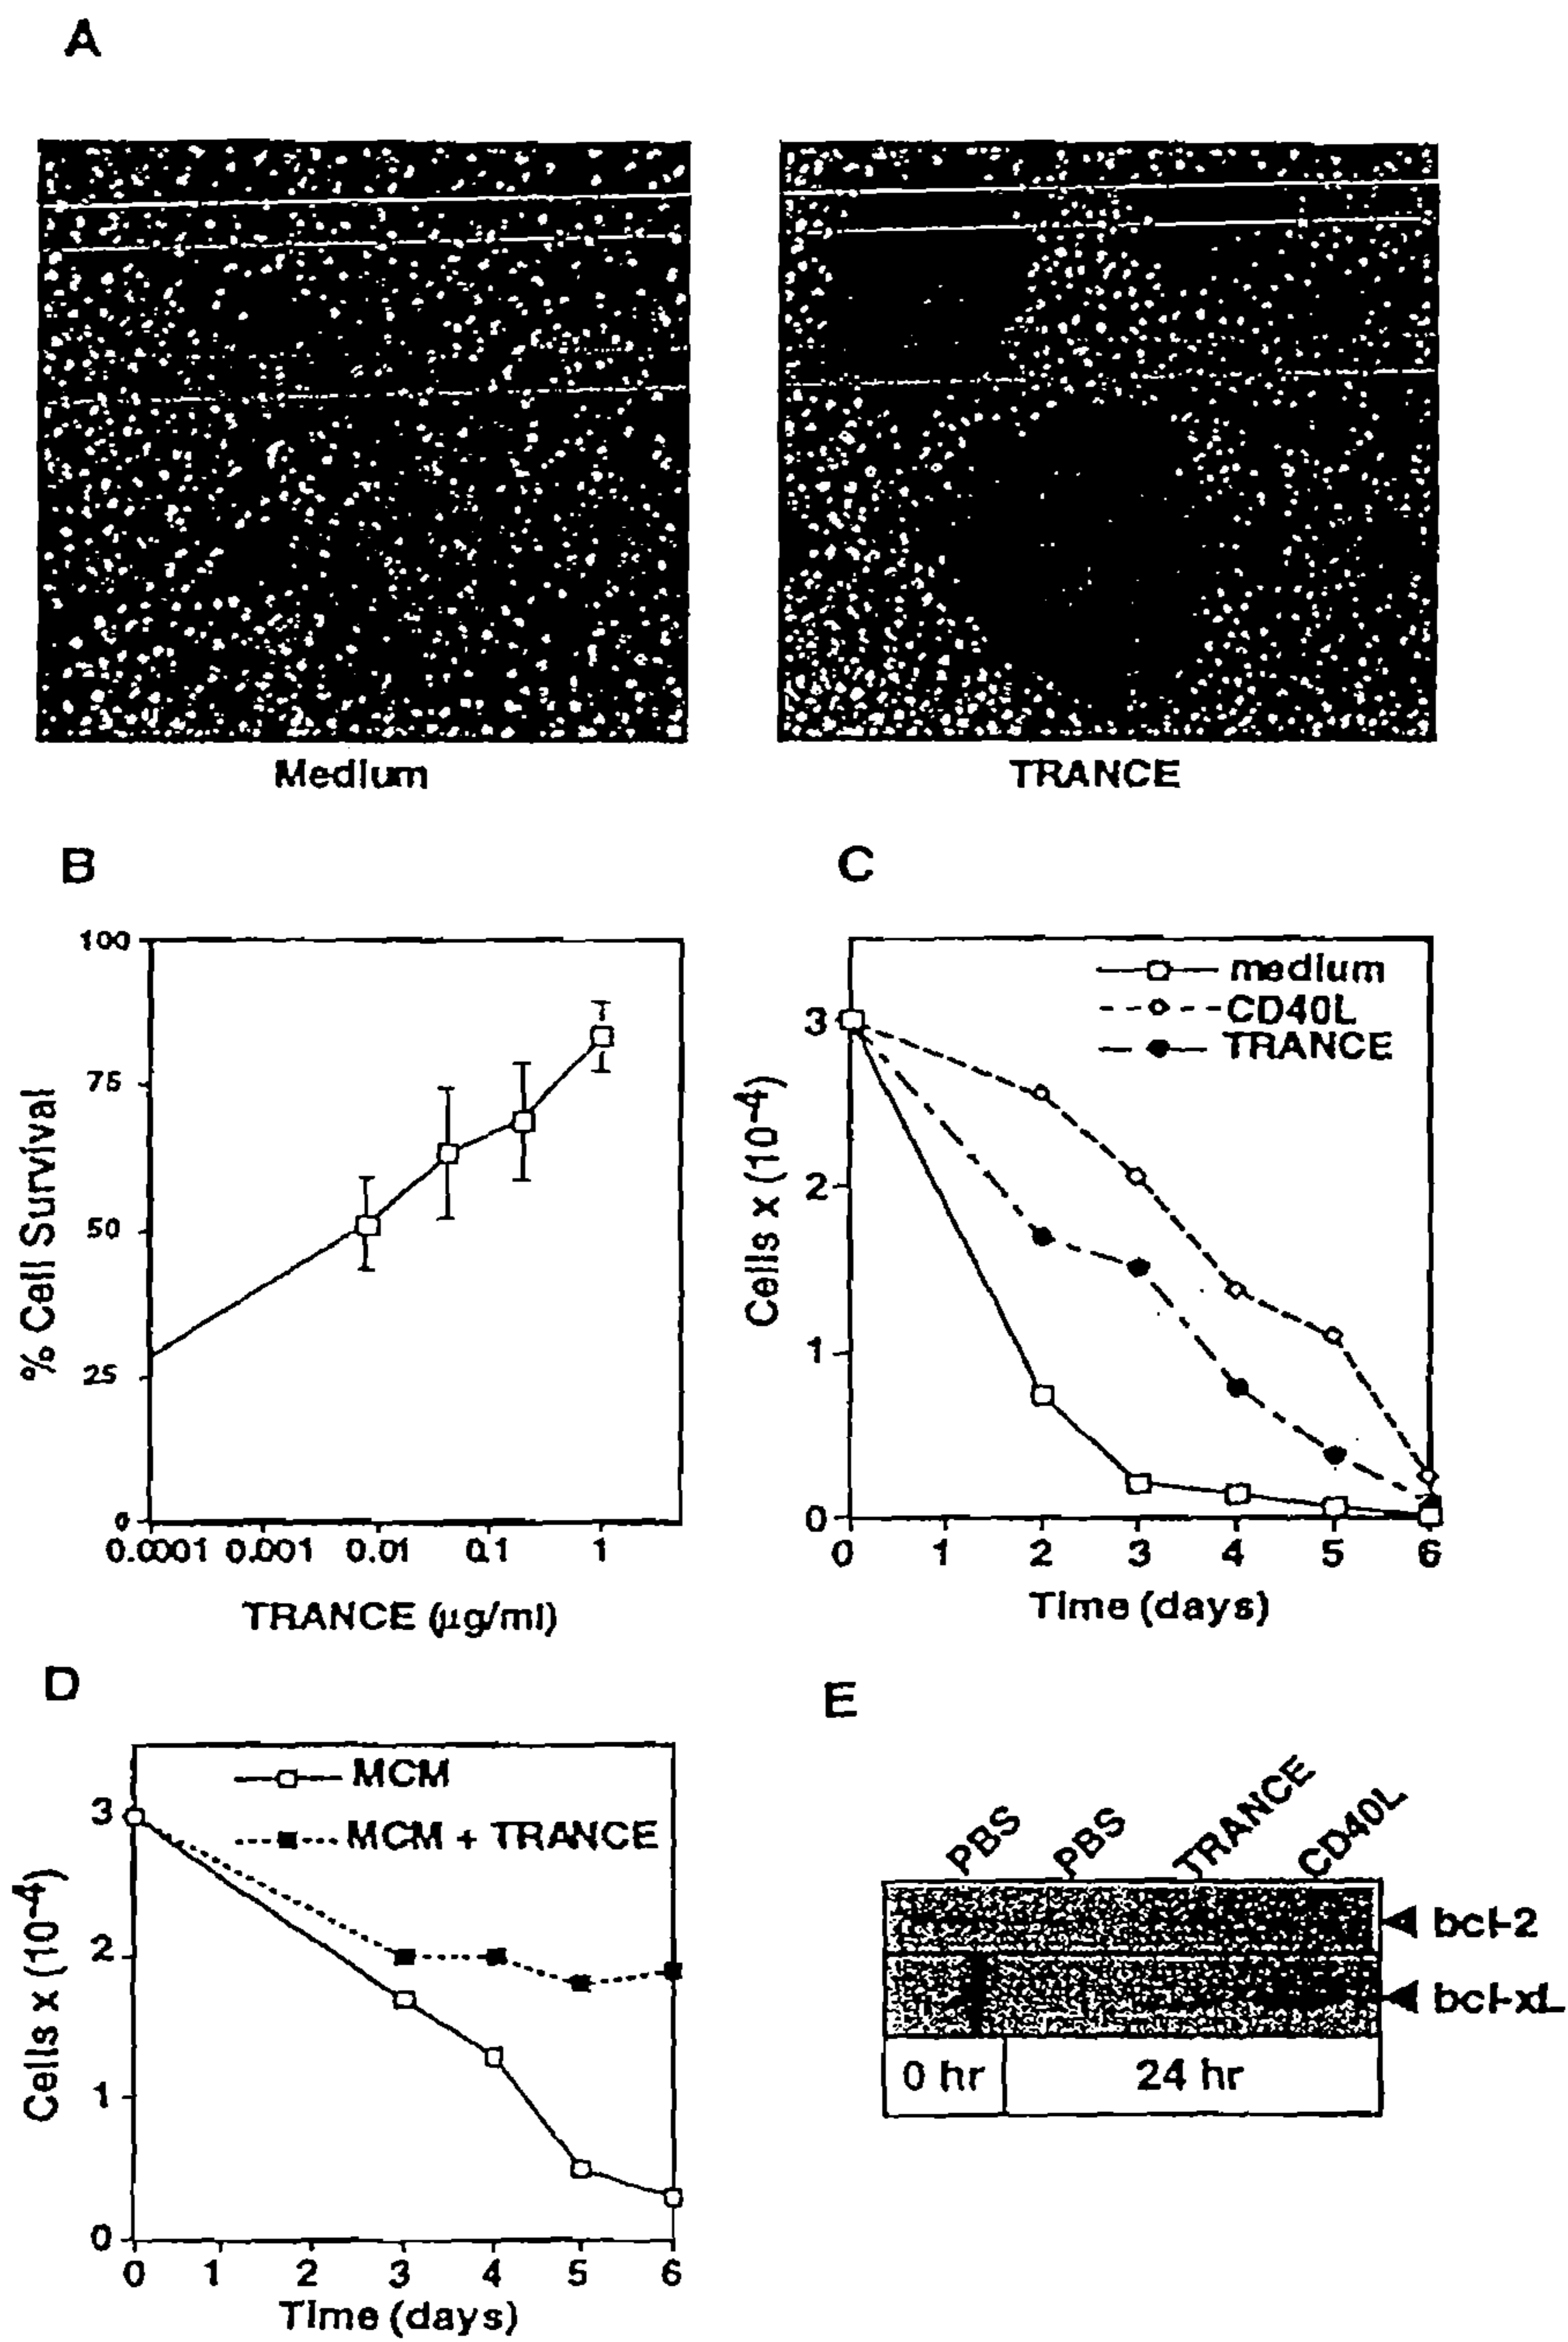 A
Medium
TRANCE
B
C
100
75
50
25
0
% Cell Survival
0.0001 0.001 0.01 0.1 1
TRANCE (µg/ml)
medium
CD40L
TRANCE
3
2
1
0
Cells x (10⁻⁴)
0 1 2 3 4 5 6
Time (days)
D
E
MCM
MCM + TRANCE
3
2
1
0
Cells x (10⁻⁴)
0 1 2 3 4 5 6
Time (days)
PBS
PBS
TRANCE
CD40L
bcl-2
bcl-xL
0 hr
24 hr